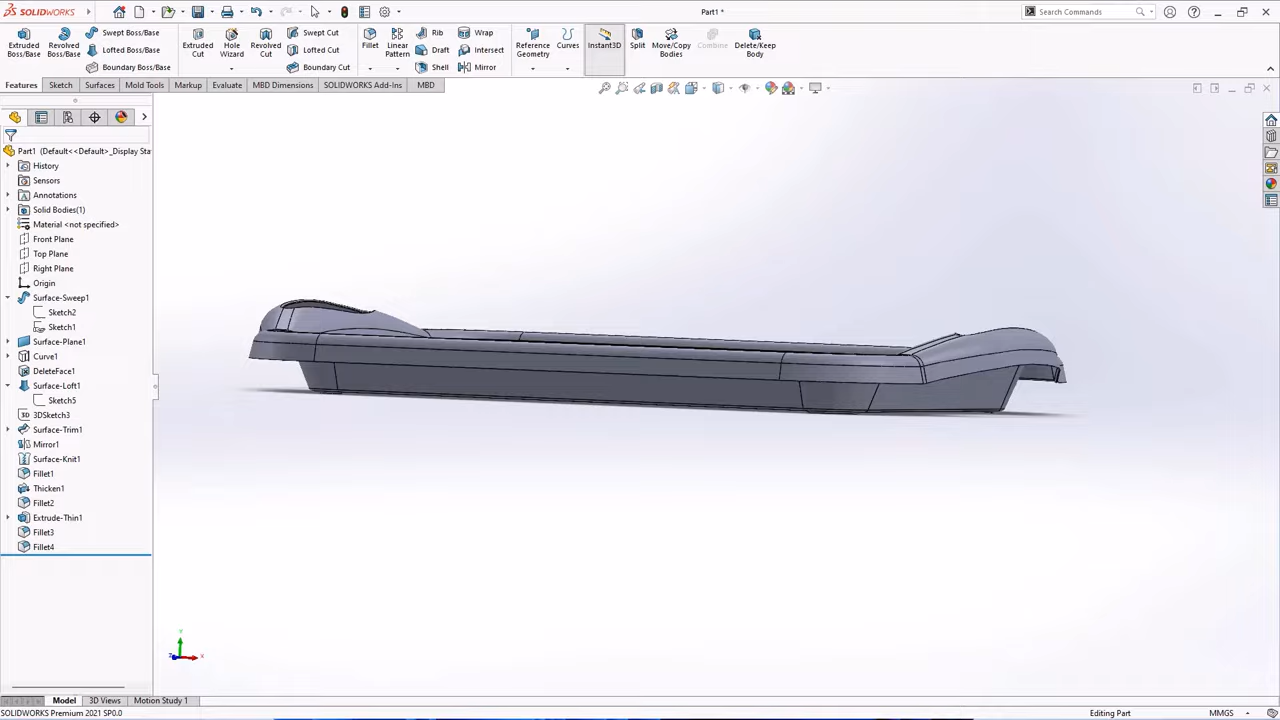 SOLIDWORKS
Part1 *
Search Commands
Extruded Boss/Base
Revolved Boss/Base
Swept Boss/Base
Lofted Boss/Base
Boundary Boss/Base
Extruded Cut
Hole Wizard
Revolved Cut
Swept Cut
Lofted Cut
Boundary Cut
Fillet
Linear Pattern
Rib
Draft
Shell
Wrap
Intersect
Mirror
Reference Geometry
Curves
Instant3D
Split
Move/Copy Bodies
Combine
Delete/Keep Body
Features
Sketch
Surfaces
Mold Tools
Markup
Evaluate
MBD Dimensions
SOLIDWORKS Add-Ins
MBD
Part1 (Default<<Default>_Display Sta
History
Sensors
Annotations
Solid Bodies(1)
Material <not specified>
Front Plane
Top Plane
Right Plane
Origin
Surface-Sweep1
Sketch2
Sketch1
Surface-Plane1
Curve1
DeleteFace1
Surface-Loft1
Sketch5
3D 3DSketch3
Surface-Trim1
Mirror1
Surface-Knit1
Fillet1
Thicken1
Fillet2
Extrude-Thin1
Fillet3
Fillet4
Y
Z X
Model
3D Views
Motion Study 1
SOLIDWORKS Premium 2021 SP0.0
Editing Part
MMGS